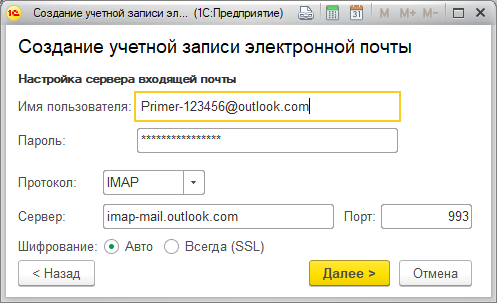 Создание учетной записи эл... (1С:Предприятие)
M M+ M-
Создание учетной записи электронной почты
Настройка сервера входящей почты
Имя пользователя: Primer-123456@outlook.com
Пароль: ****************
Протокол: IMAP
Сервер: imap-mail.outlook.com Порт: 993
Шифрование: Авто Всегда (SSL)
< Назад Далее > Отмена